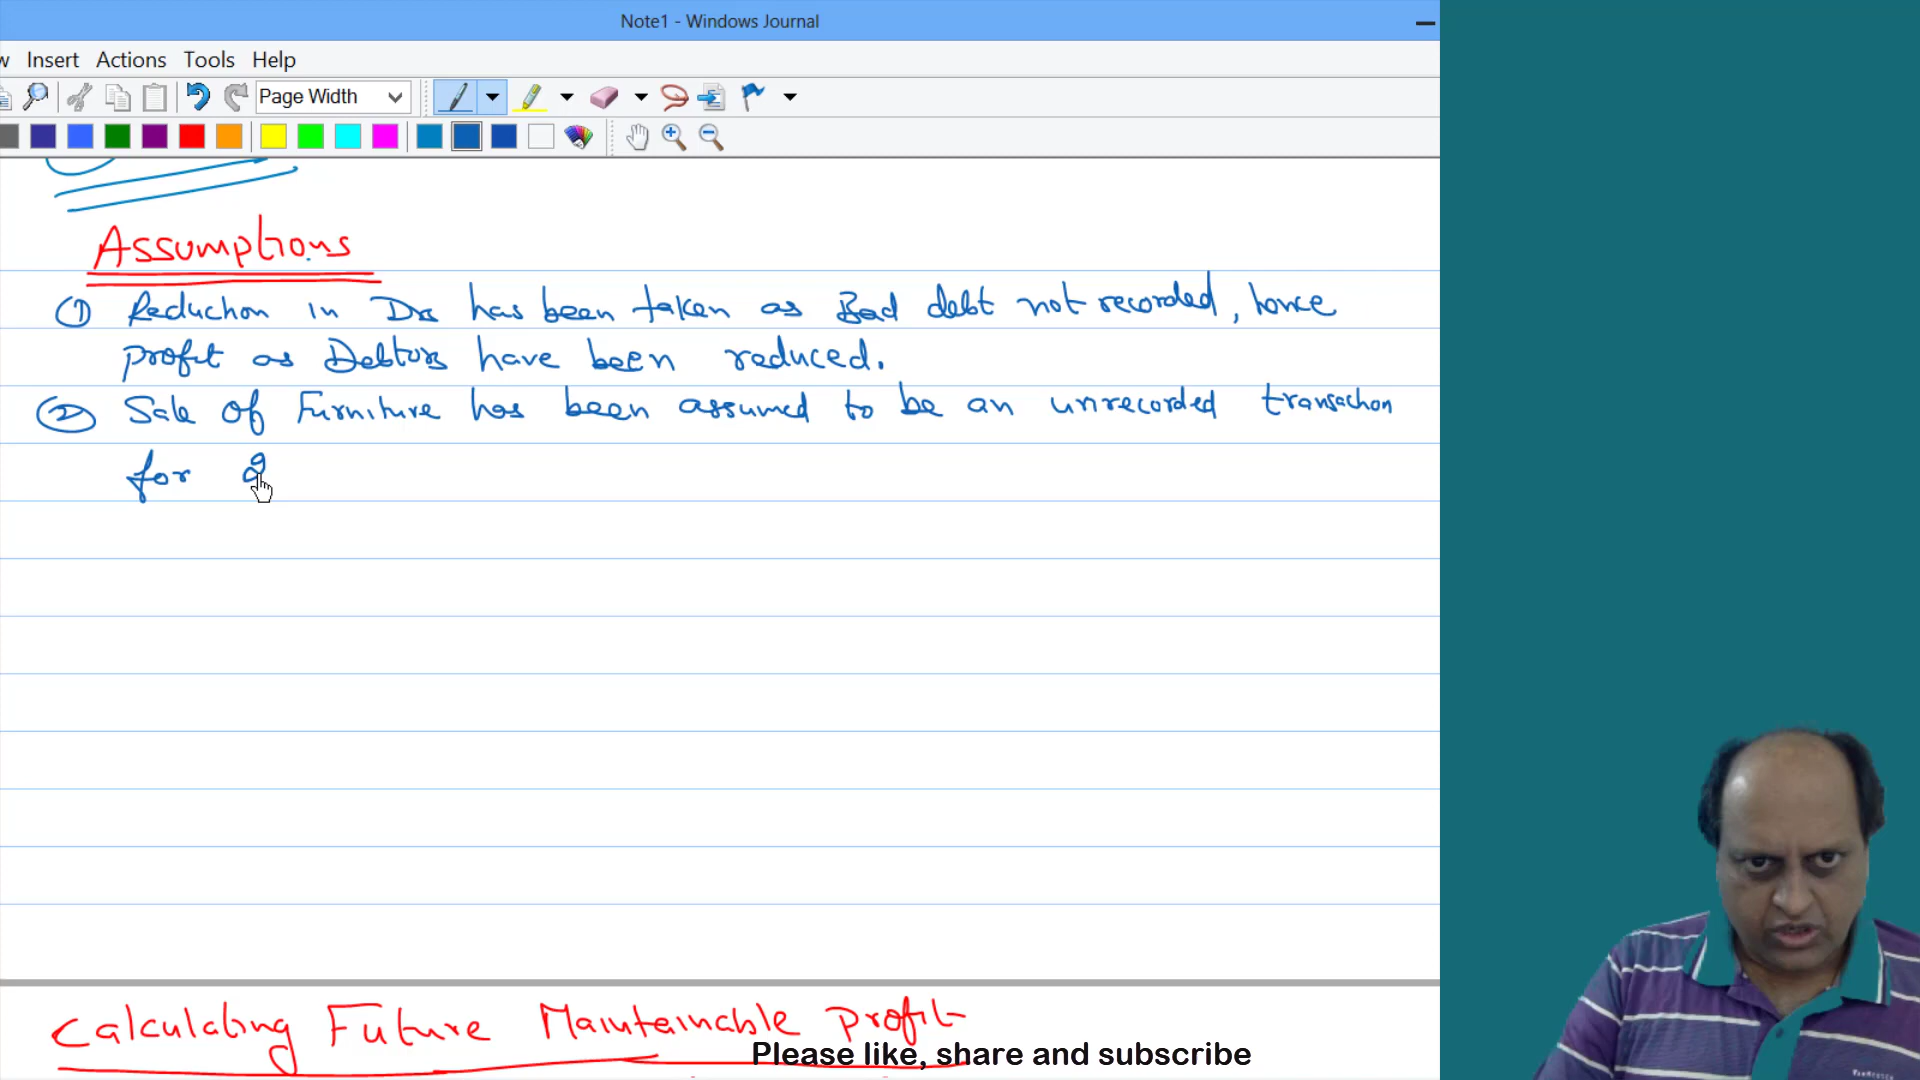 Note1 - Windows Journal
w Insert Actions Tools Help
Page Width
Assumptions
① Reduction in Drs has been taken as Bad debt not recorded, hence
profit as Debtors have been reduced.
② Sale of Furniture has been assumed to be an unrecorded transaction
for
Calculating Future Maintainable Profit
Please like, share and subscribe